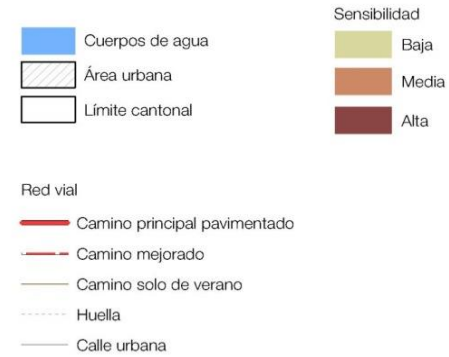 Sensibilidad
Cuerpos de agua
Baja
Área urbana
Media
Límite cantonal
Alta
Red vial
Camino principal pavimentado
Camino mejorado
Camino solo de verano
Huella
Calle urbana